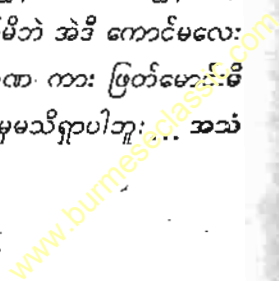 မိဘဲ အဲဒီ ကောင်မလေး
ဏ ကား ဖြတ်မောင်းမိ
မှမသိရှာပါဘူး ... အသံ
www.burmeseclassic.com